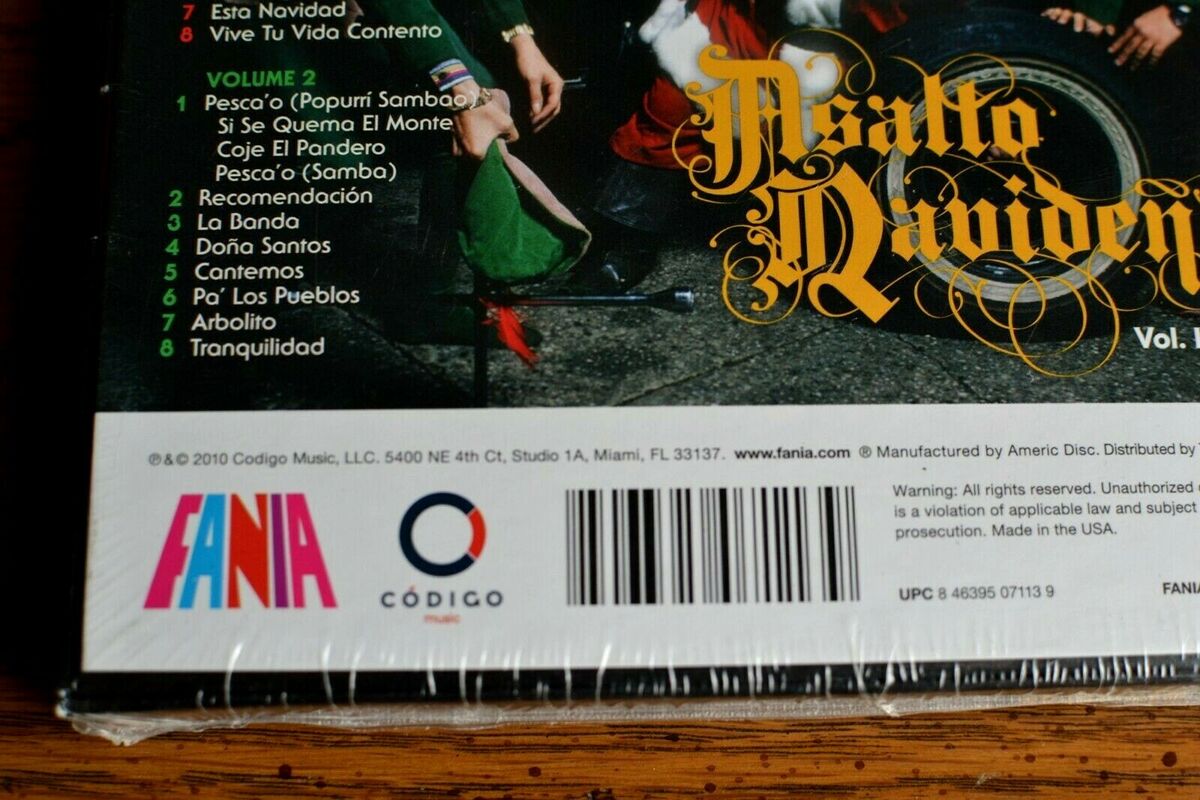 7 Esta Navidad
8 Vive Tu Vida Contento
VOLUME 2
1 Pesca'o (Popurrí Sambao)
Si Se Quema El Monte
Coje El Pandero
Pesca'o (Samba)
2 Recomendación
3 La Banda
4 Doña Santos
5 Cantemos
6 Pa' Los Pueblos
7 Arbolito
8 Tranquilidad
Asalto
Navideñ
Vol. I
℗&© 2010 Codigo Music, LLC. 5400 NE 4th Ct, Studio 1A, Miami, FL 33137. www.fania.com ® Manufactured by Americ Disc. Distributed by
FANIA
CÓDIGO
music
Warning: All rights reserved. Unauthorized
is a violation of applicable law and subject
prosecution. Made in the USA.
UPC 8 46395 07113 9
FANIA